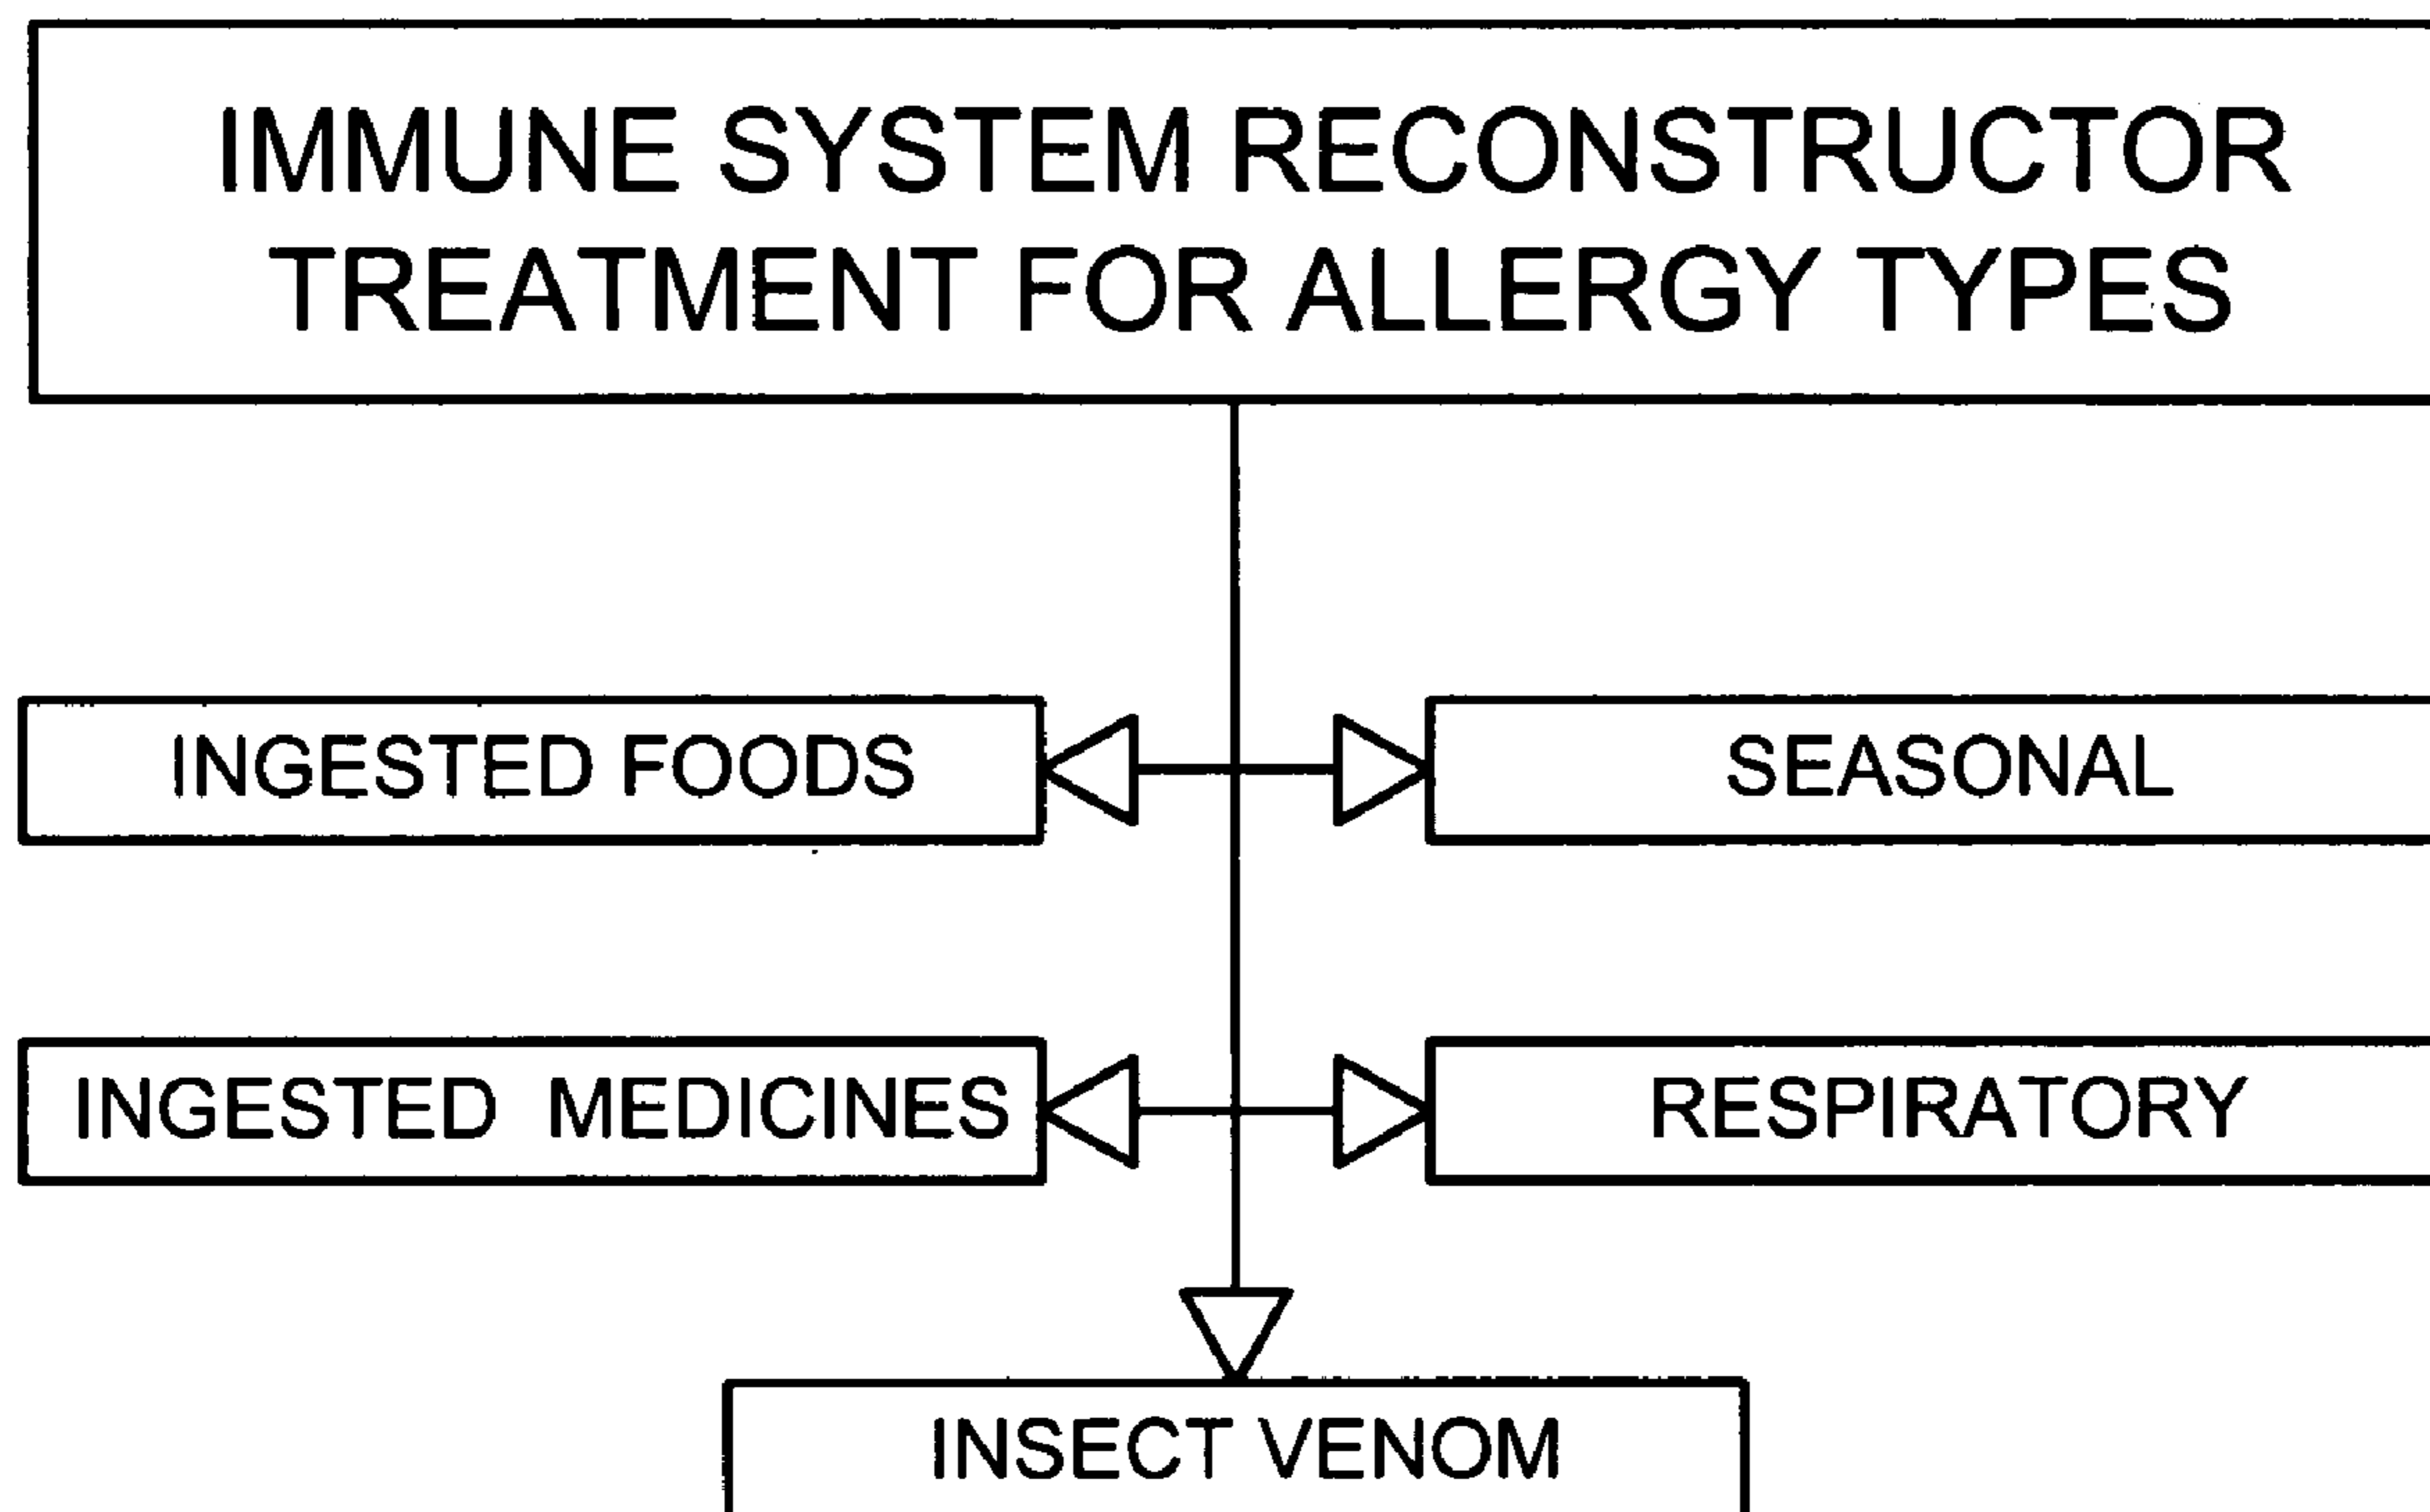 IMMUNE SYSTEM RECONSTRUCTOR
TREATMENT FOR ALLERGY TYPES
INGESTED FOODS
SEASONAL
INGESTED MEDICINES
RESPIRATORY
INSECT VENOM